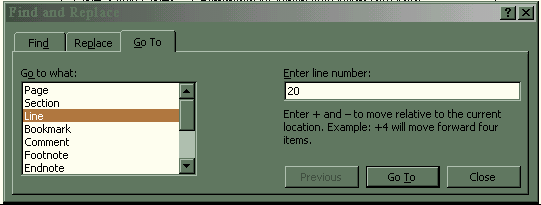 Find and Replace
Find Replace Go To
Go to what:
Page
Section
Line
Bookmark
Comment
Footnote
Endnote
Enter line number:
20
Enter + and – to move relative to the current
location. Example: +4 will move forward four
items.
Previous Go To Close